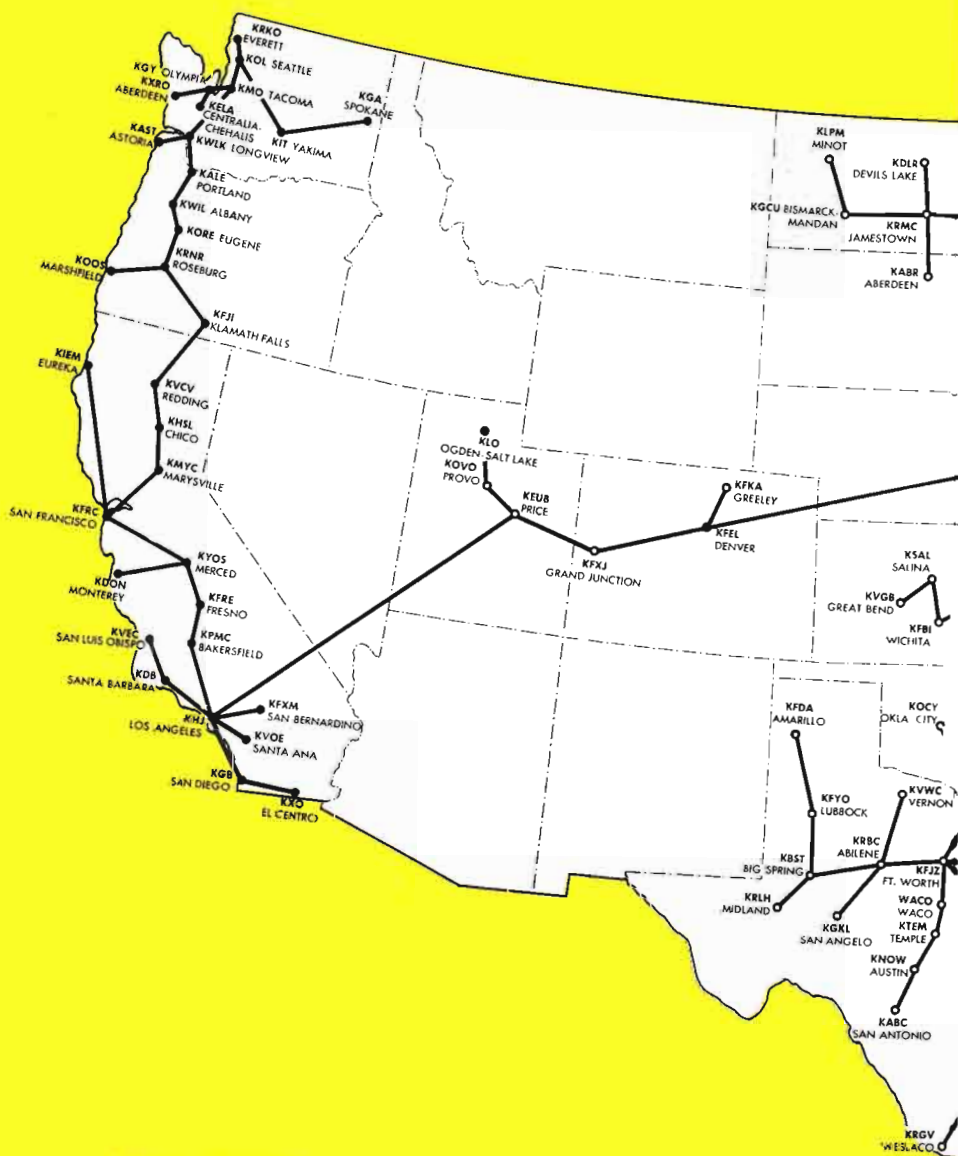 KRKO
EVERETT
KOL SEATTLE
KGY OLYMPIA
KXRO
ABERDEEN
KMO TACOMA
KGA
SPOKANE
KELA
CENTRALIA-
CHEHALIS
KIT YAKIMA
KAST
ASTORIA
KWLK LONGVIEW
KALE
PORTLAND
KWIL ALBANY
KORE EUGENE
KRNR
ROSEBURG
KOOS
MARSHFIELD
KFJI
KLAMATH FALLS
KIEM
EUREKA
KVCV
REDDING
KHSL
CHICO
KMYC
MARYSVILLE
KFRC
SAN FRANCISCO
KYOS
MERCED
KDON
MONTEREY
KFRE
FRESNO
KVEC
SAN LUIS OBISPO
KPMC
BAKERSFIELD
KDB
SANTA BARBARA
KHJ
LOS ANGELES
KFXM
SAN BERNARDINO
KVOE
SANTA ANA
KGB
SAN DIEGO
KXO
EL CENTRO
KLO
OGDEN-SALT LAKE
KOVO
PROVO
KEUB
PRICE
KFXJ
GRAND JUNCTION
KFKA
GREELEY
KFEL
DENVER
KLPM
MINOT
KDLR
DEVILS LAKE
KGCU BISMARCK-
MANDAN
KRMC
JAMESTOWN
KABR
ABERDEEN
KSAL
SALINA
KVGB
GREAT BEND
KFBI
WICHITA
KFDA
AMARILLO
KOCY
OKLA. CITY
KFYO
LUBBOCK
KVWC
VERNON
KRBC
ABILENE
KBST
BIG SPRING
KFJZ
FT. WORTH
KRLH
MIDLAND
KGKL
SAN ANGELO
WACO
WACO
KTEM
TEMPLE
KNOW
AUSTIN
KABC
SAN ANTONIO
KRGV
WESLACO